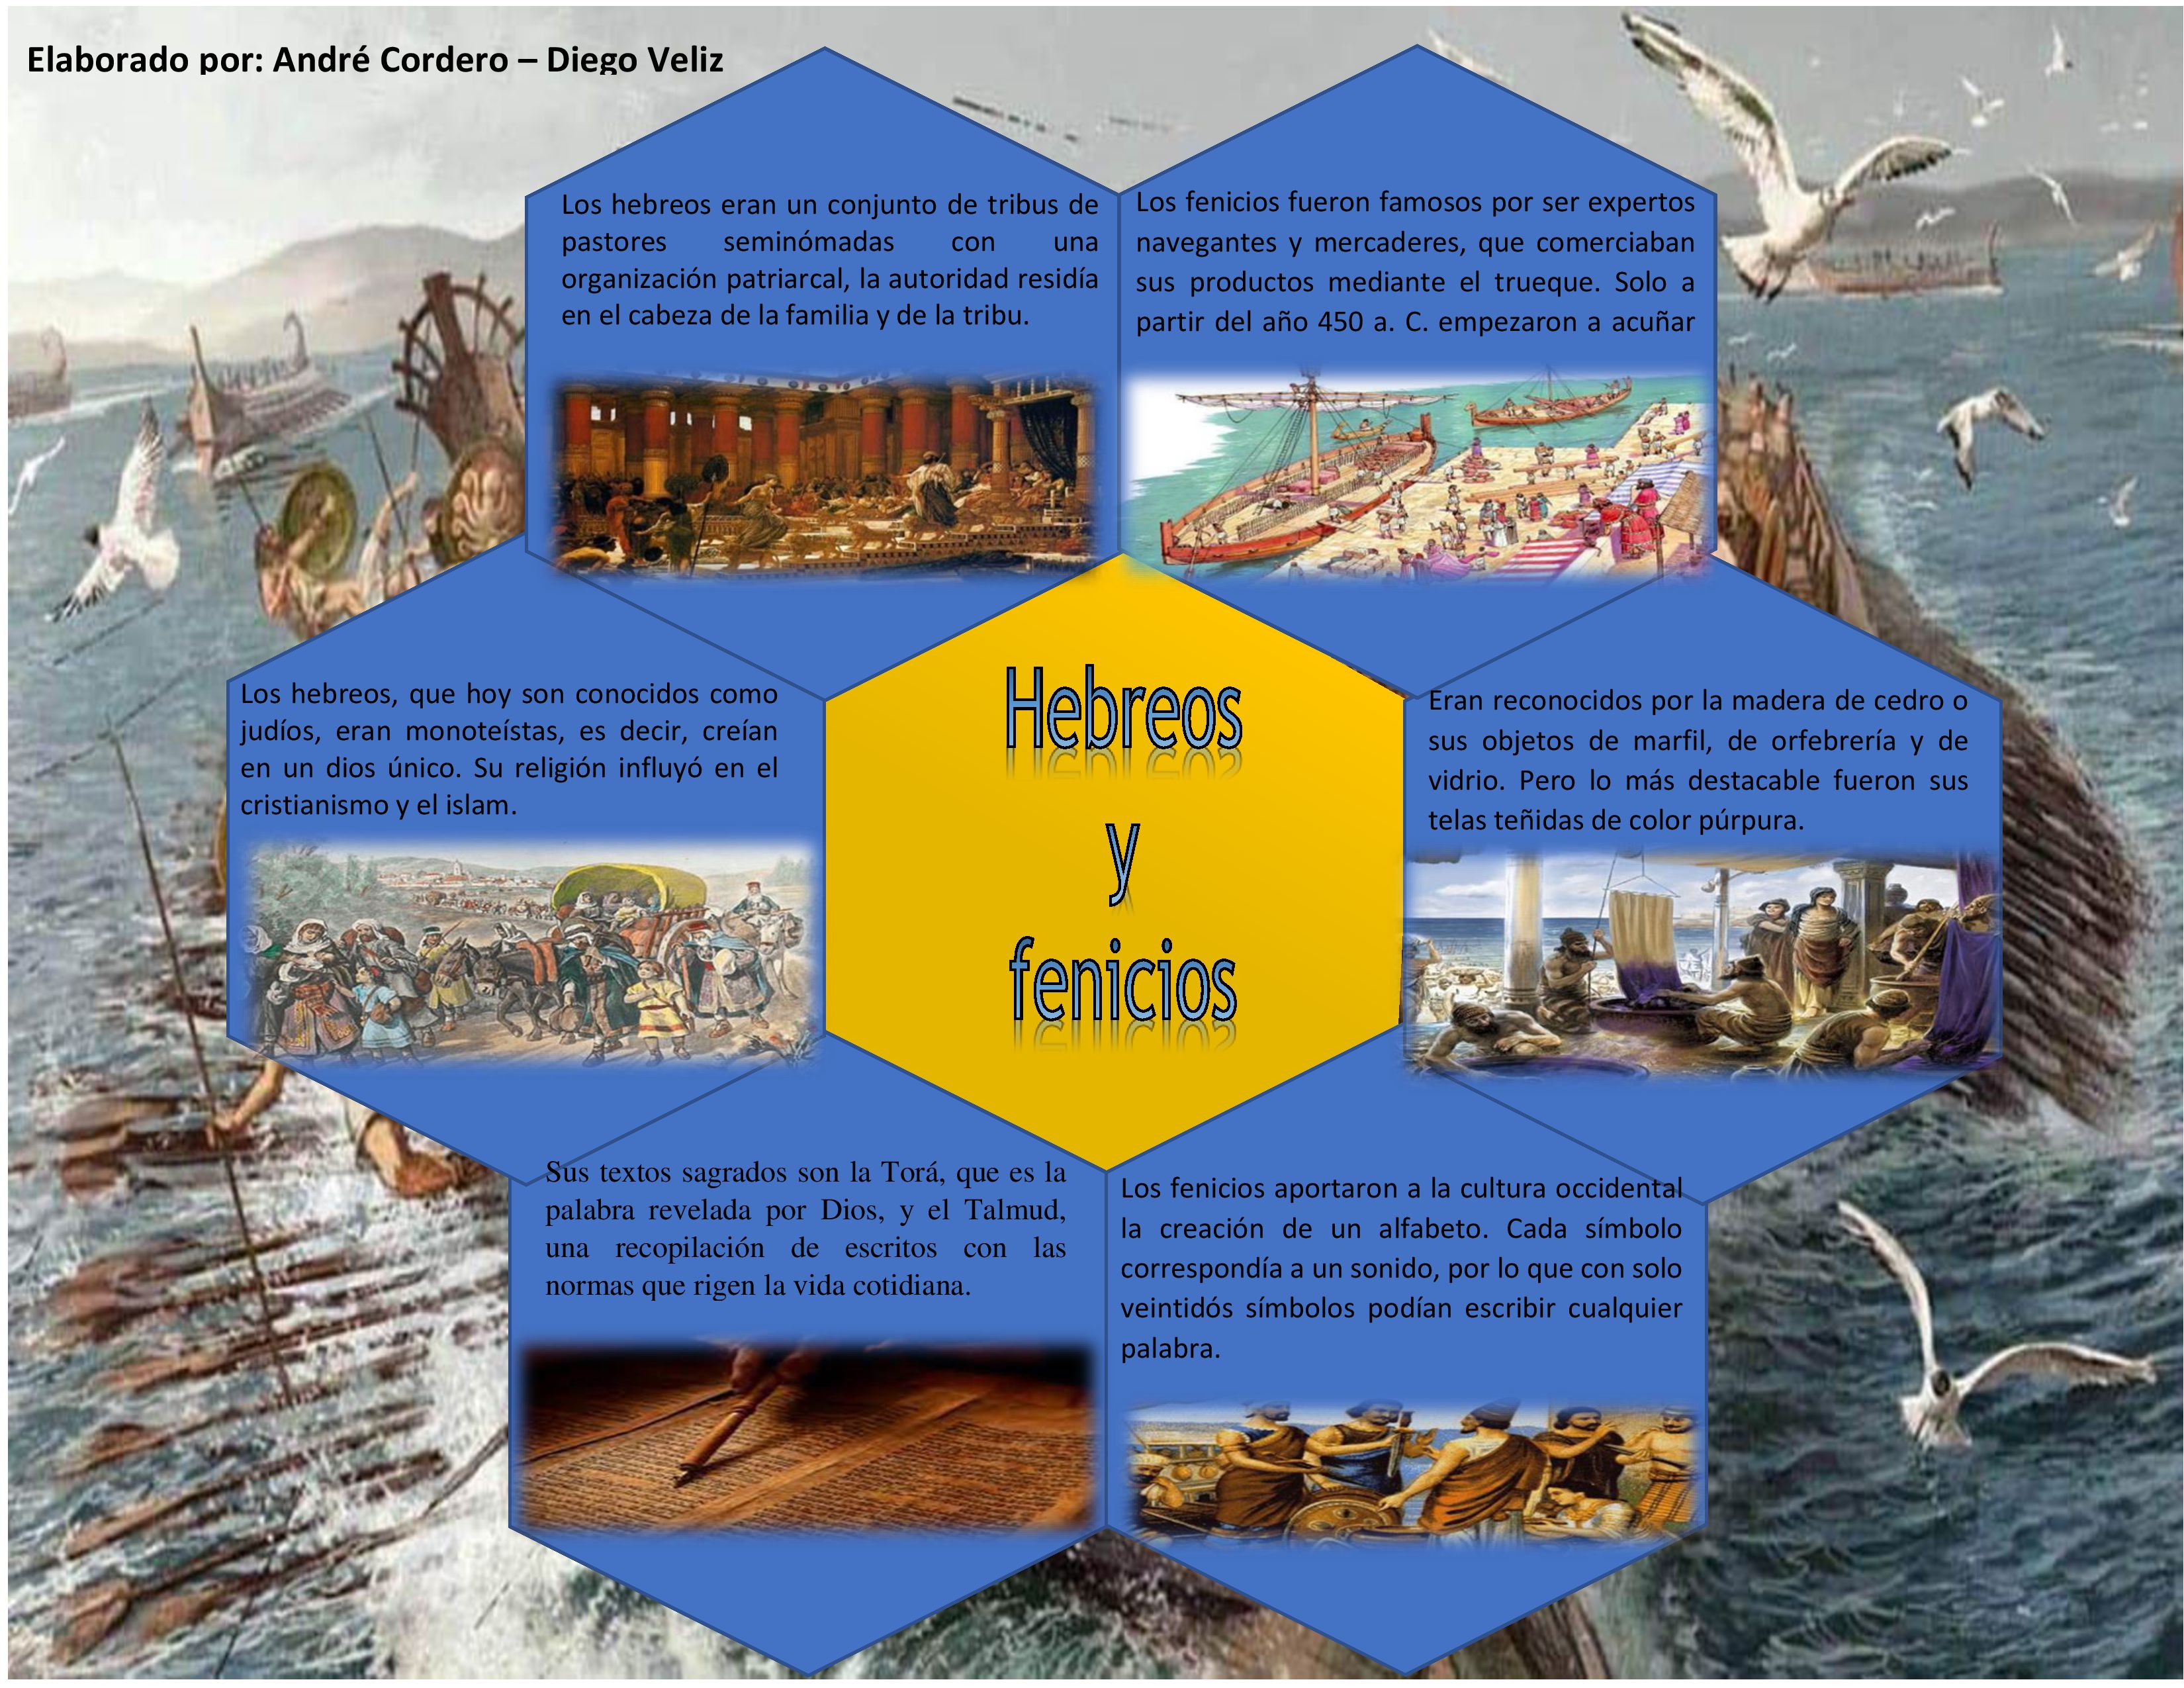 Elaborado por: André Cordero – Diego Veliz
Los hebreos eran un conjunto de tribus de
pastores seminómadas con una
organización patriarcal, la autoridad residía
en el cabeza de la familia y de la tribu.
Los fenicios fueron famosos por ser expertos
navegantes y mercaderes, que comerciaban
sus productos mediante el trueque. Solo a
partir del año 450 a. C. empezaron a acuñar
Los hebreos, que hoy son conocidos como
judíos, eran monoteístas, es decir, creían
en un dios único. Su religión influyó en el
cristianismo y el islam.
Hebreos
y
fenicios
Eran reconocidos por la madera de cedro o
sus objetos de marfil, de orfebrería y de
vidrio. Pero lo más destacable fueron sus
telas teñidas de color púrpura.
Sus textos sagrados son la Torá, que es la
palabra revelada por Dios, y el Talmud,
una recopilación de escritos con las
normas que rigen la vida cotidiana.
Los fenicios aportaron a la cultura occidental
la creación de un alfabeto. Cada símbolo
correspondía a un sonido, por lo que con solo
veintidós símbolos podían escribir cualquier
palabra.